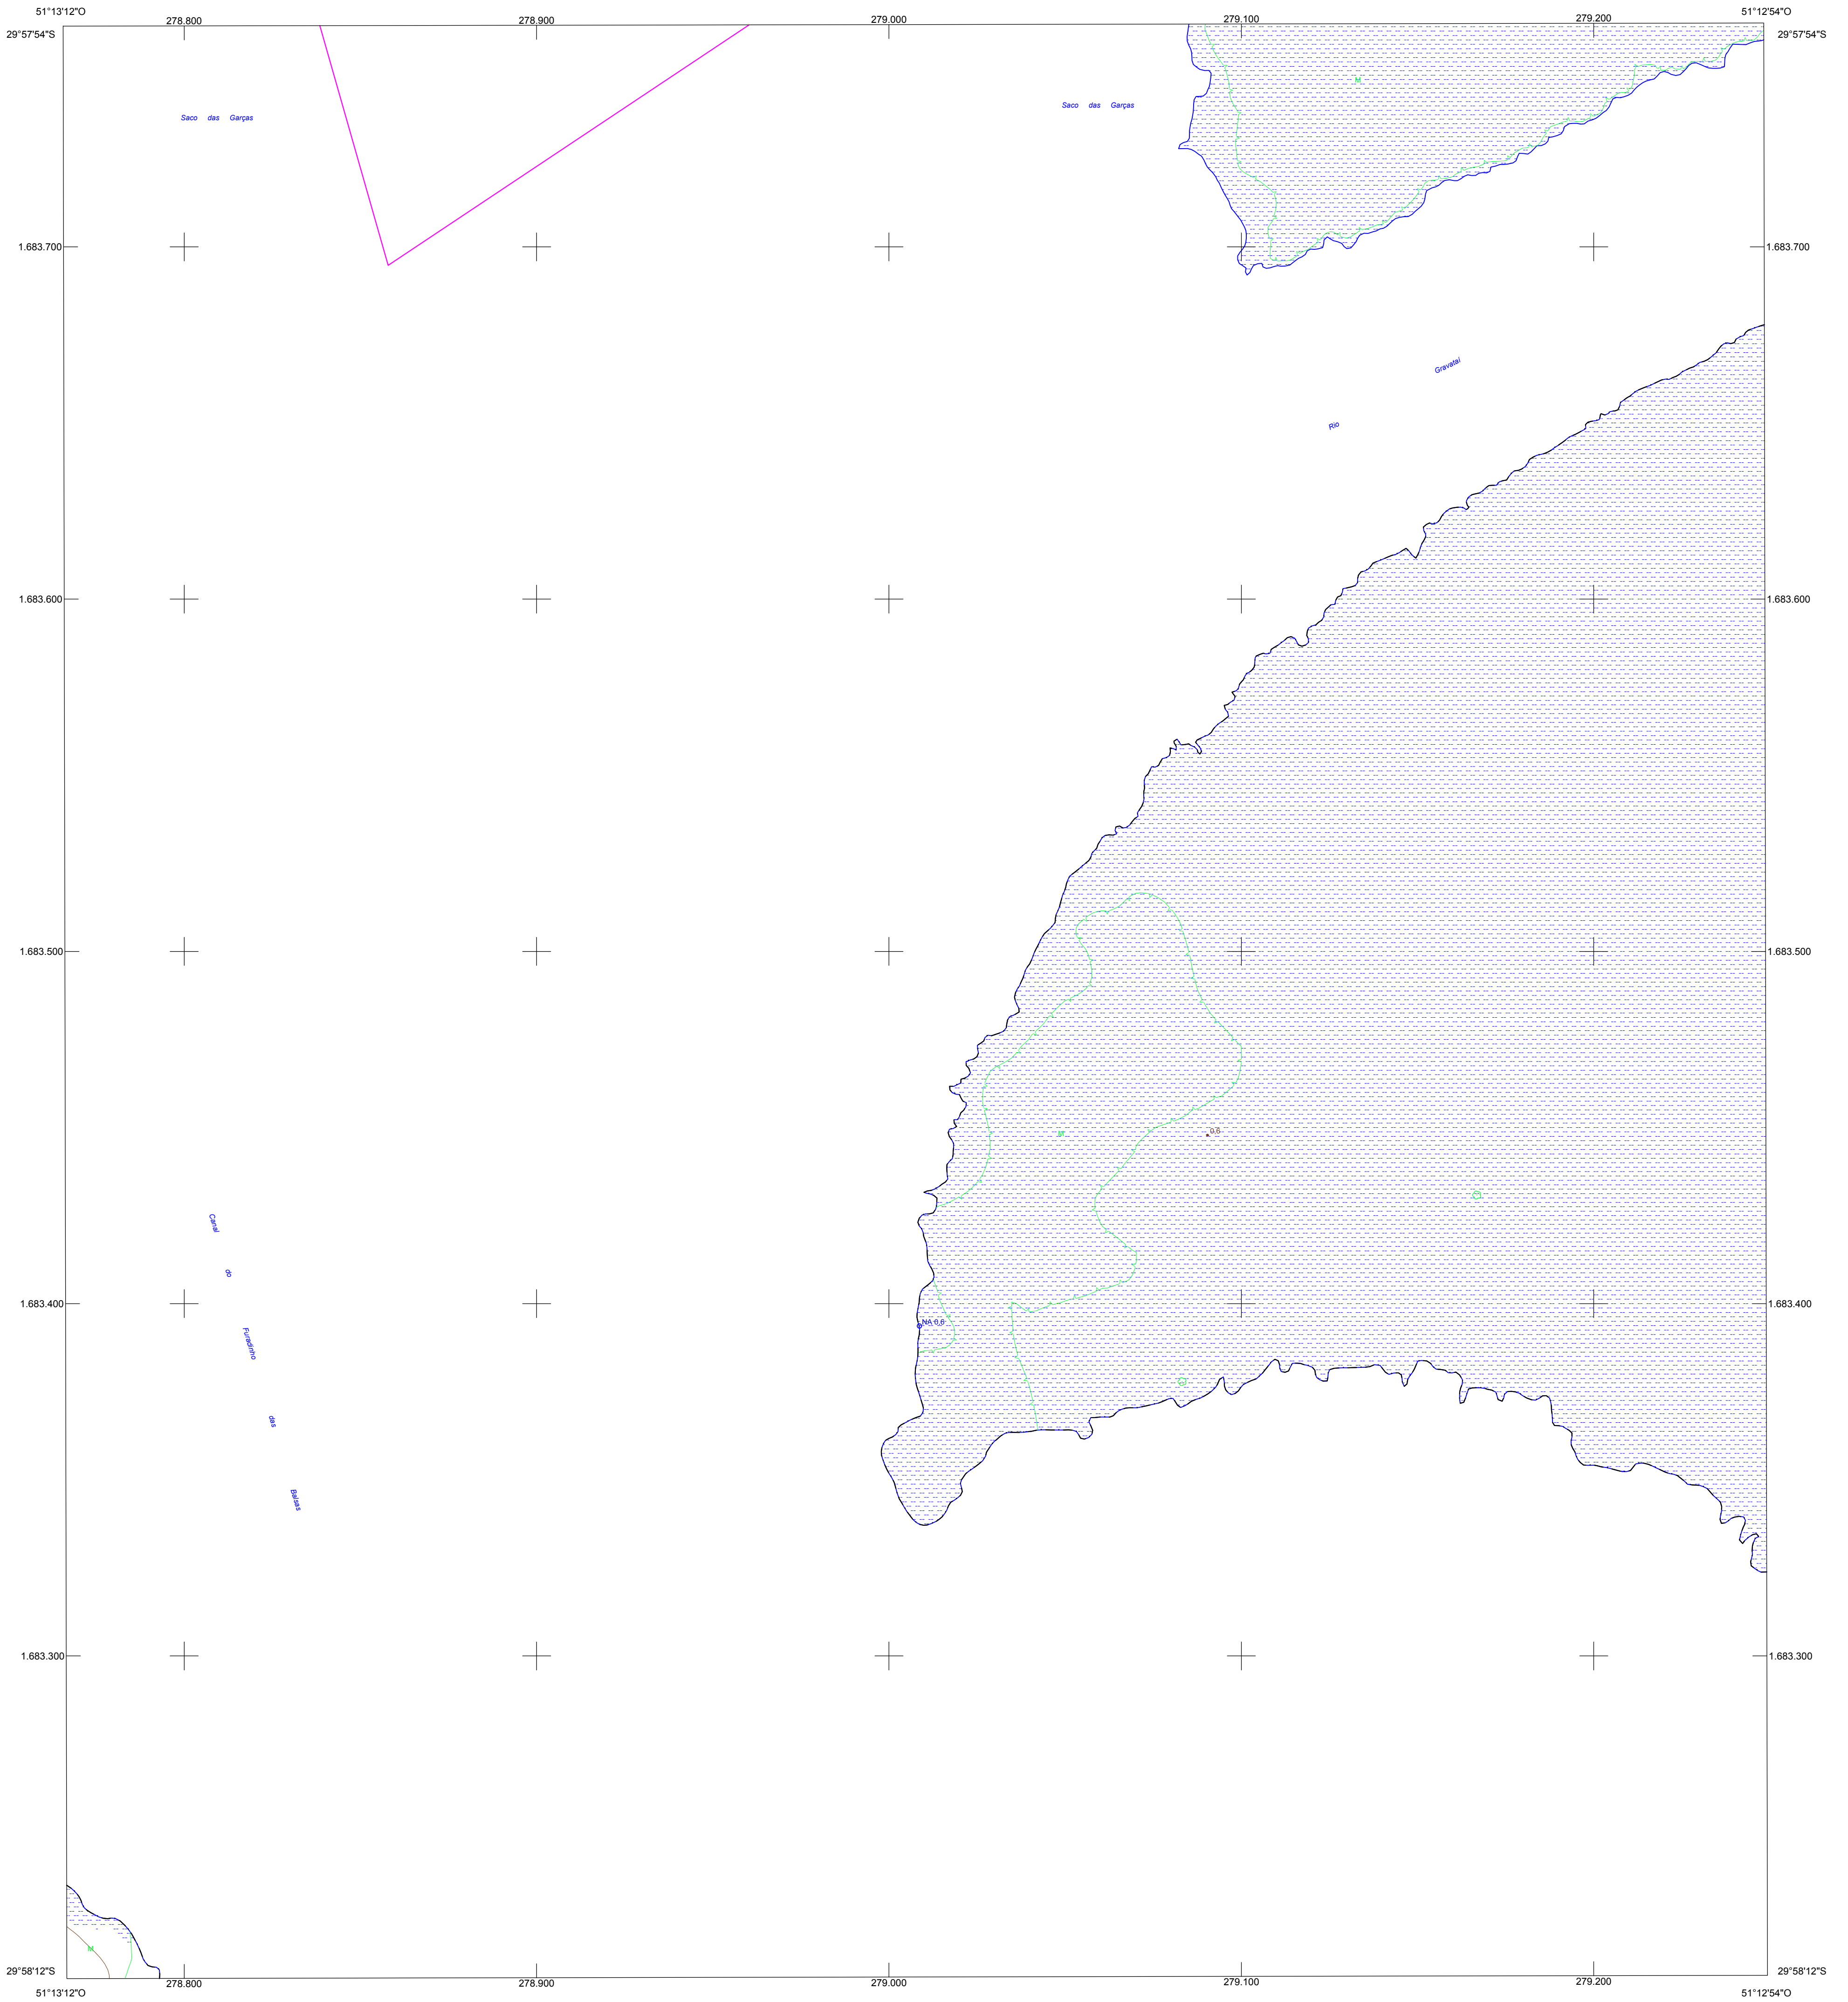 51°13'12"O
278.800
278.900
279.000
279.100
279.200
51°12'54"O
29°57'54"S
29°57'54"S
M
Saco das Garças
Saco das Garças
1.683.700
1.683.700
Gravataí
Rio
1.683.600
1.683.600
1.683.500
1.683.500
M
0,6
Canal do Furadinho das Balsas
1.683.400
1.683.400
NA 0,6
1.683.300
1.683.300
M
29°58'12"S
29°58'12"S
278.800
278.900
279.000
279.100
279.200
51°13'12"O
51°12'54"O